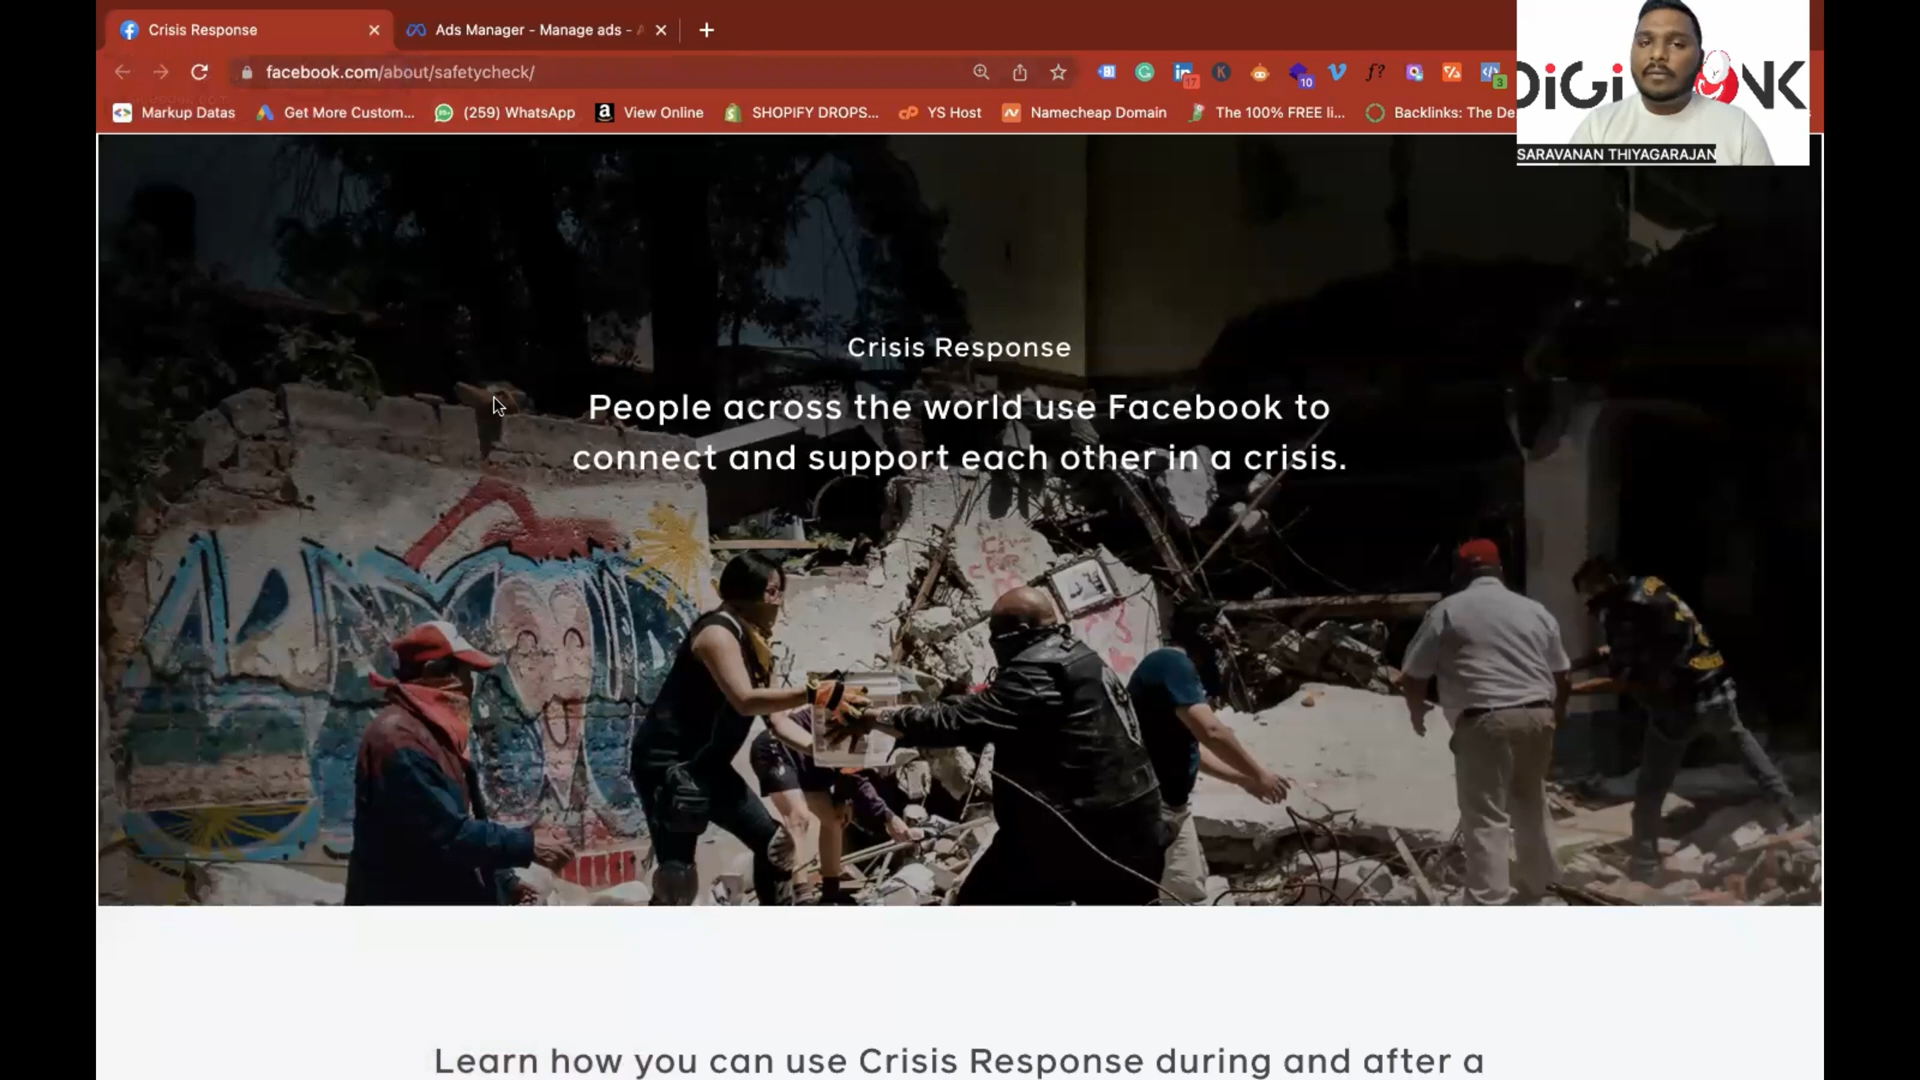 Crisis Response
Ads Manager - Manage ads -
facebook.com/about/safetycheck/
17
10
3
Markup Datas
Get More Custom...
(259) WhatsApp
View Online
SHOPIFY DROPS...
YS Host
Namecheap Domain
The 100% FREE li...
Backlinks: The De
SARAVANAN THIYAGARAJAN
Crisis Response
People across the world use Facebook to
connect and support each other in a crisis.
Learn how you can use Crisis Response during and after a